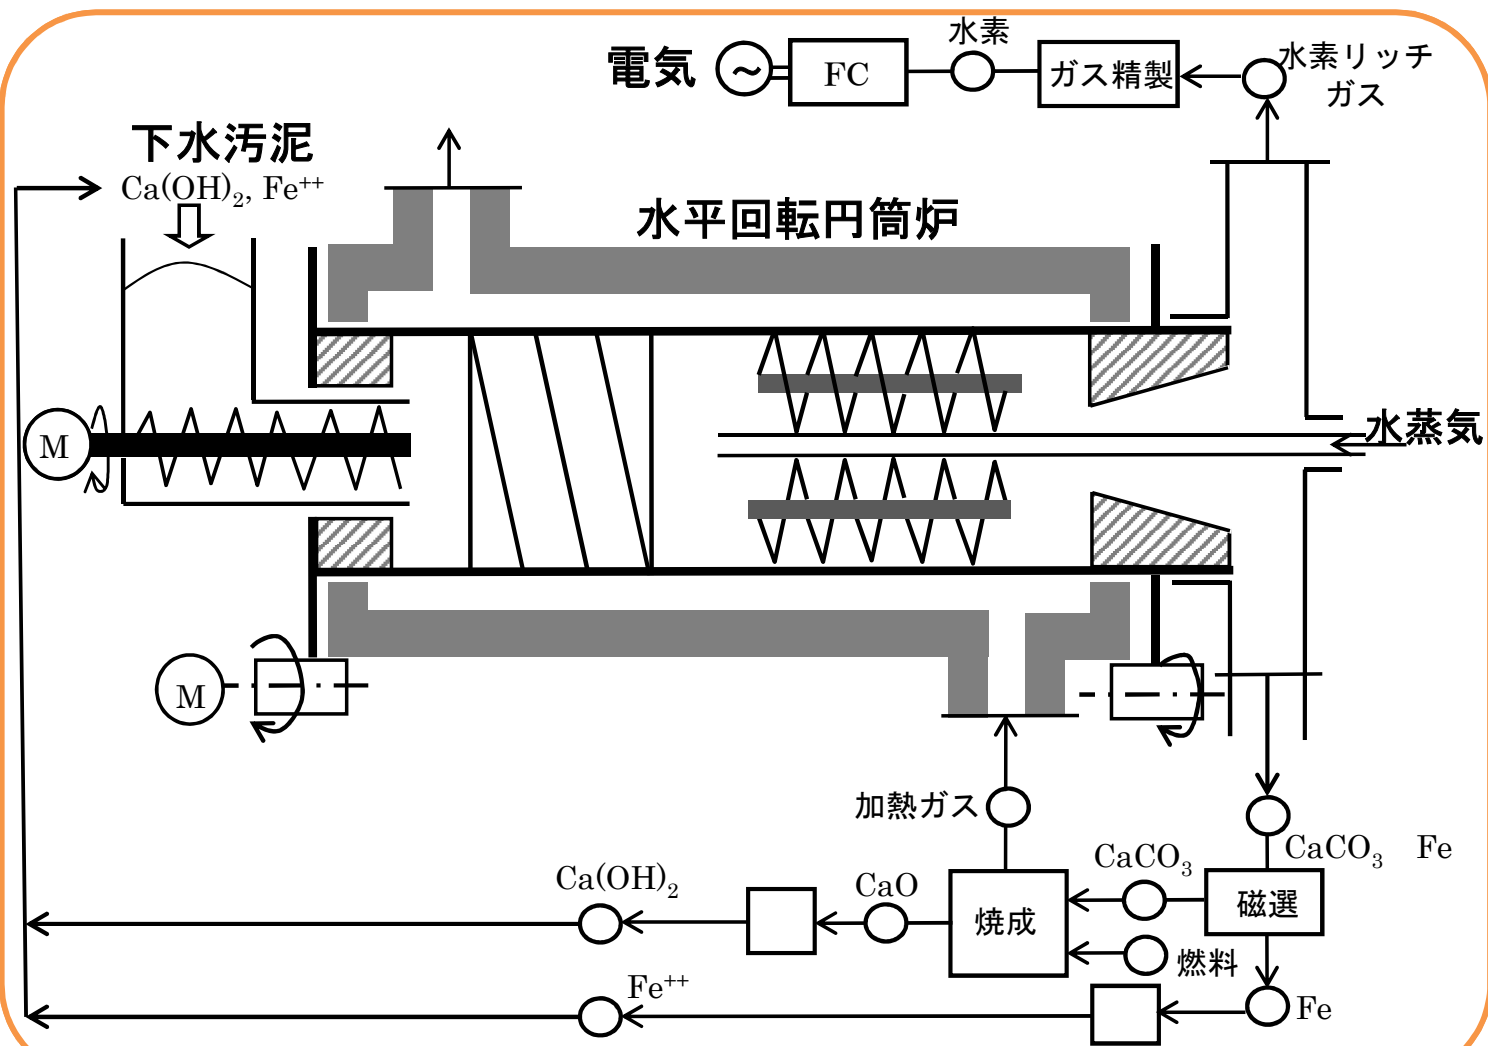 水素
電気
～
FC
ガス精製
水素リッチ
ガス
下水汚泥
Ca(OH)₂, Fe⁺⁺
水平回転円筒炉
M
水蒸気
M
加熱ガス
CaCO₃ Fe
CaCO₃
Ca(OH)₂
CaO
焼成
磁選
燃料
Fe⁺⁺
Fe